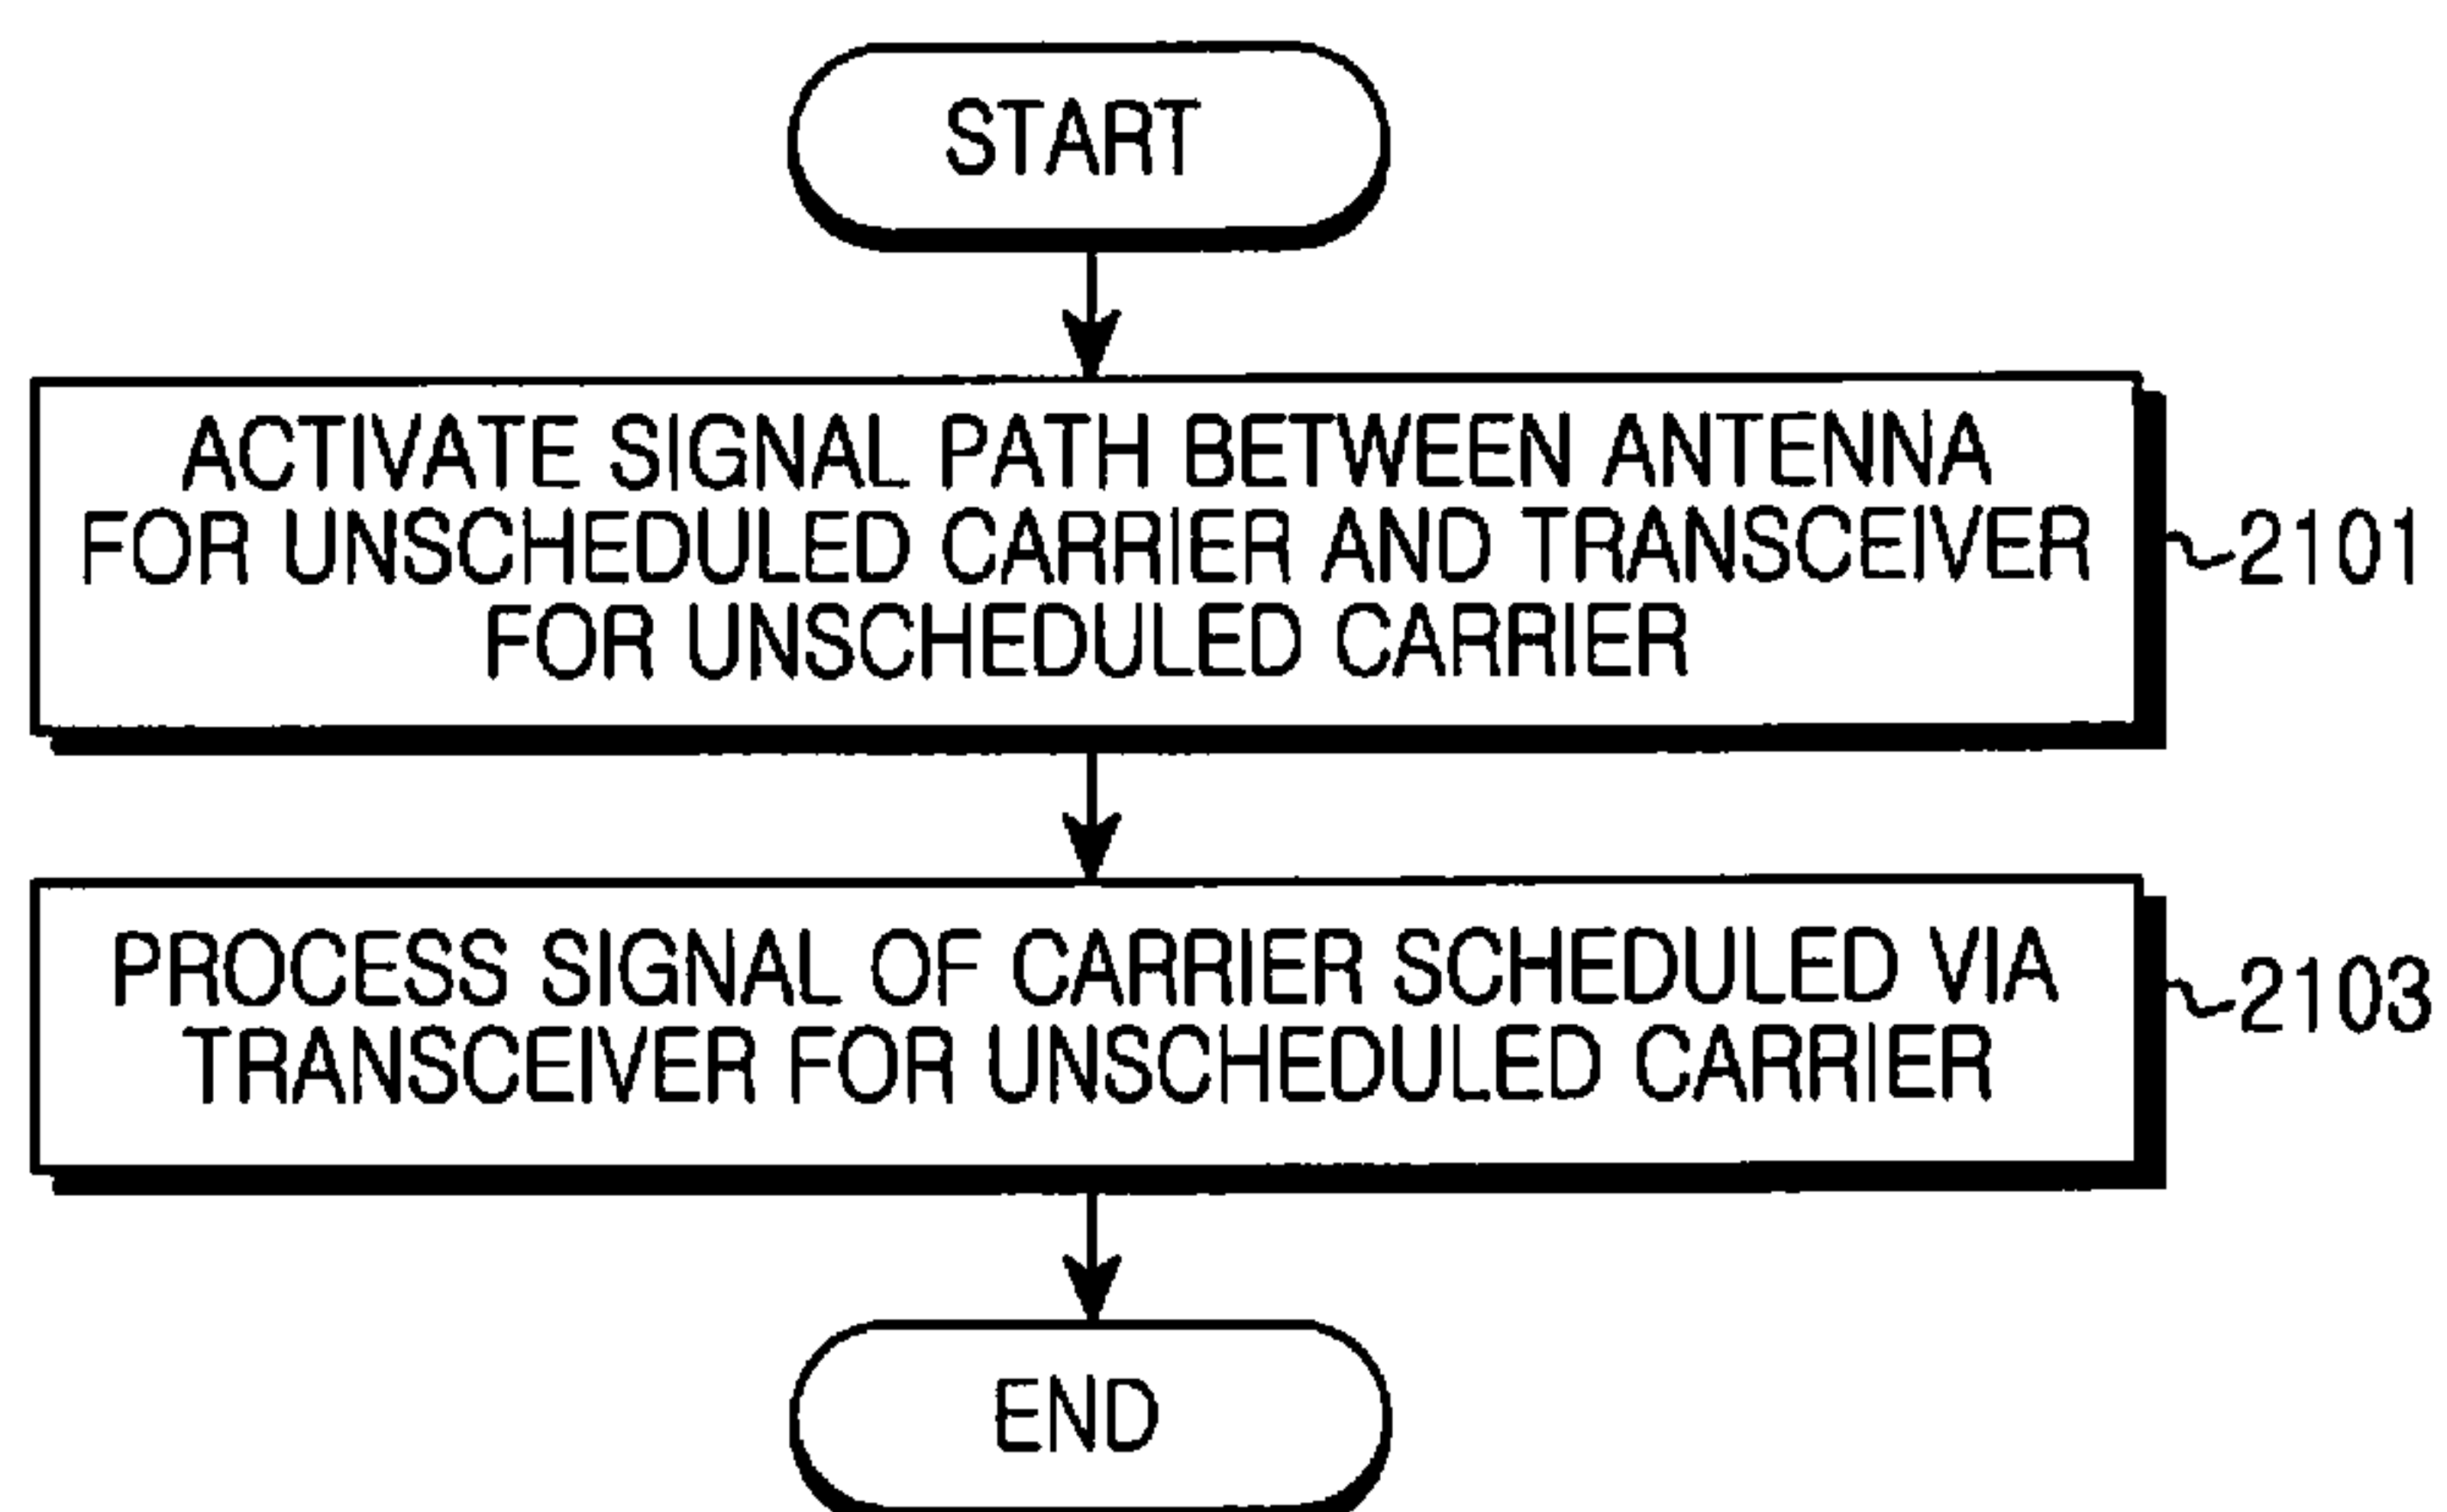 START
ACTIVATE SIGNAL PATH BETWEEN ANTENNA
FOR UNSCHEDULED CARRIER AND TRANSCEIVER
FOR UNSCHEDULED CARRIER
2101
PROCESS SIGNAL OF CARRIER SCHEDULED VIA
TRANSCEIVER FOR UNSCHEDULED CARRIER
2103
END